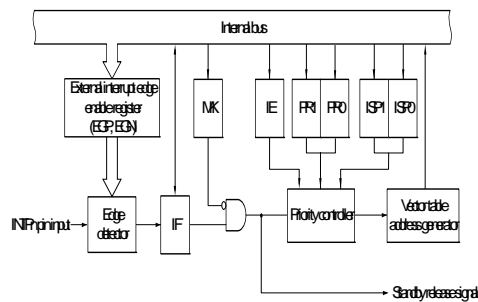 Internal bus
External interrupt edge
enable register
(EGP, EGN)
MK
IE
PR1
PR0
ISP1
ISP0
INTPn pin input
Edge
detector
IF
Priority controller
Vector table
address generator
Standby release signal